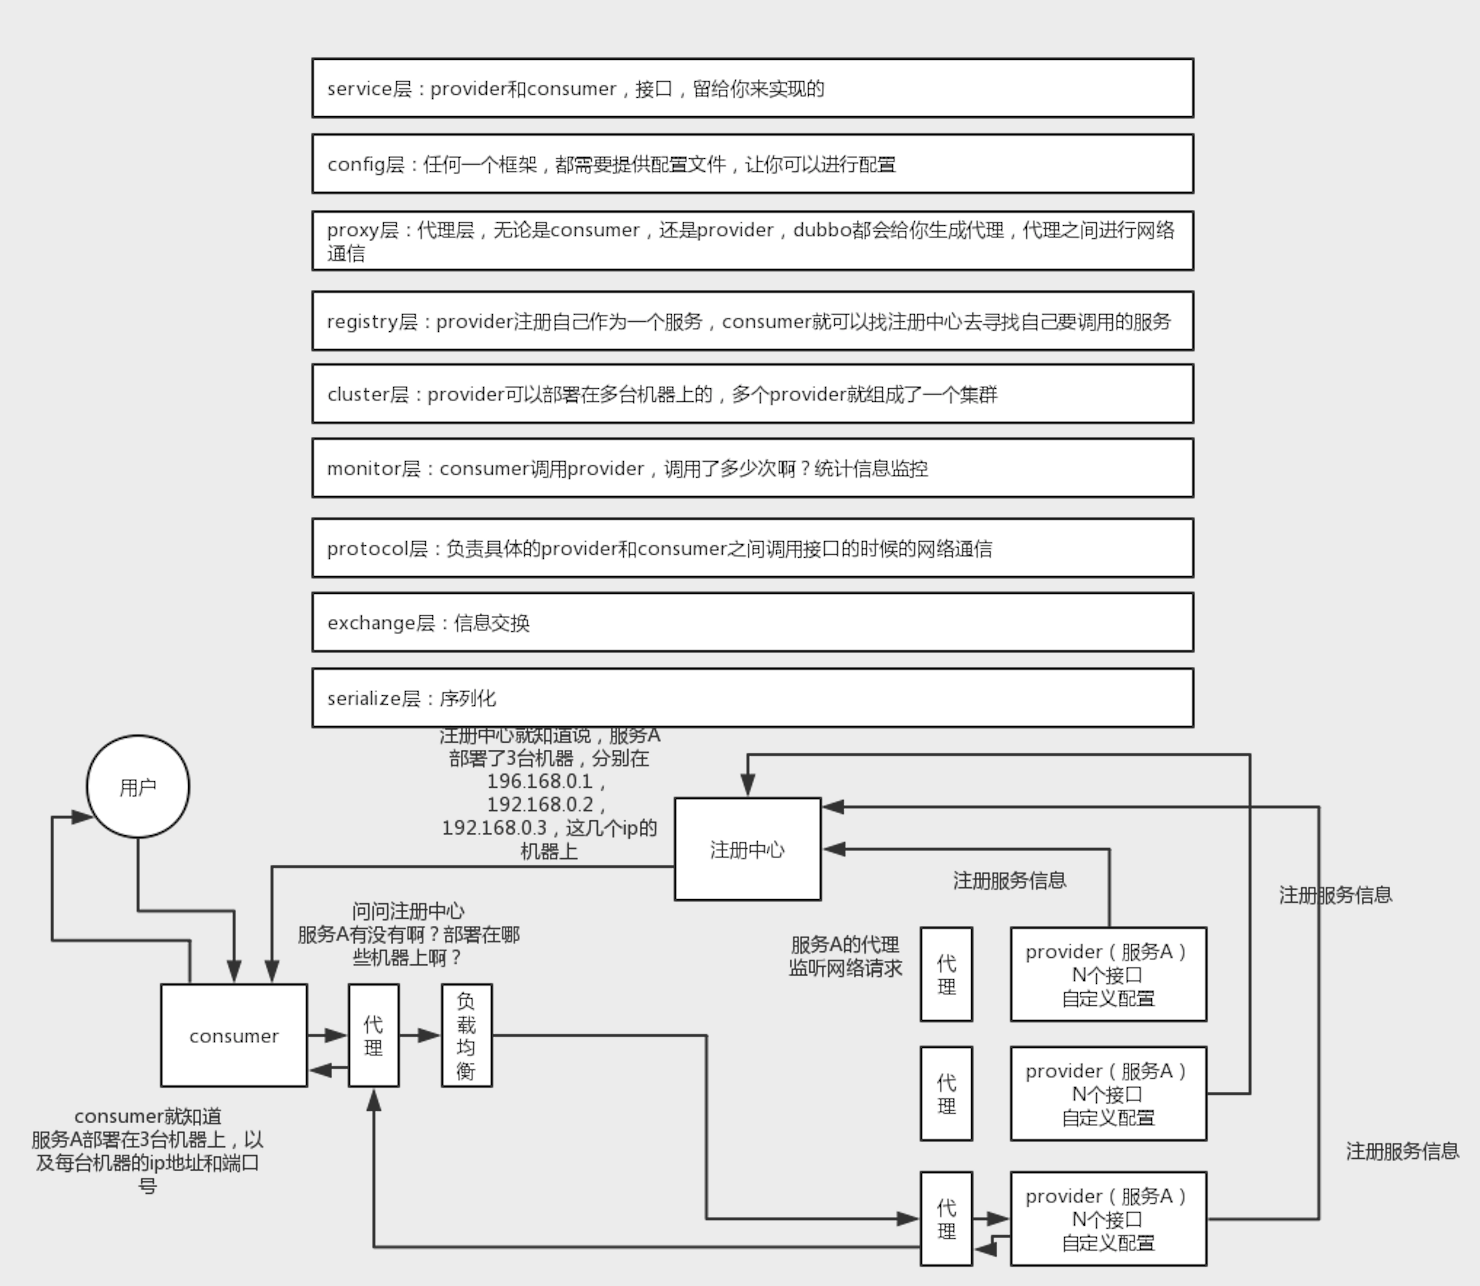 service层：provider和consumer，接口，留给你来实现的
config层：任何一个框架，都需要提供配置文件，让你可以进行配置
proxy层：代理层，无论是consumer，还是provider，dubbo都会给你生成代理，代理之间进行网络
通信
registry层：provider注册自己作为一个服务，consumer就可以找注册中心去寻找自己要调用的服务
cluster层：provider可以部署在多台机器上的，多个provider就组成了一个集群
monitor层：consumer调用provider，调用了多少次啊？统计信息监控
protocol层：负责具体的provider和consumer之间调用接口的时候的网络通信
exchange层：信息交换
serialize层：序列化
注册中心就知道说，服务A
部署了3台机器，分别在
196.168.0.1，
192.168.0.2，
192.168.0.3，这几个ip的
机器上
用户
注册中心
注册服务信息
注册服务信息
问问注册中心
服务A有没有啊？部署在哪
些机器上啊？
服务A的代理
监听网络请求
代
理
provider（服务A）
N个接口
自定义配置
consumer
代
理
负
载
均
衡
代
理
provider（服务A）
N个接口
自定义配置
consumer就知道
服务A部署在3台机器上，以
及每台机器的ip地址和端口
号
注册服务信息
代
理
provider（服务A）
N个接口
自定义配置